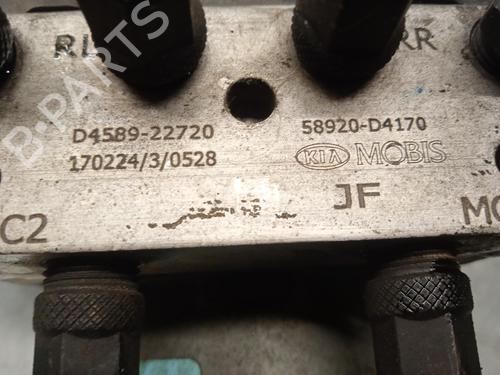 RL
RR
D4589-22720
58920-D4170
170224/3/0528
KIA MOBIS
JF
C2
MC
B-PARTS